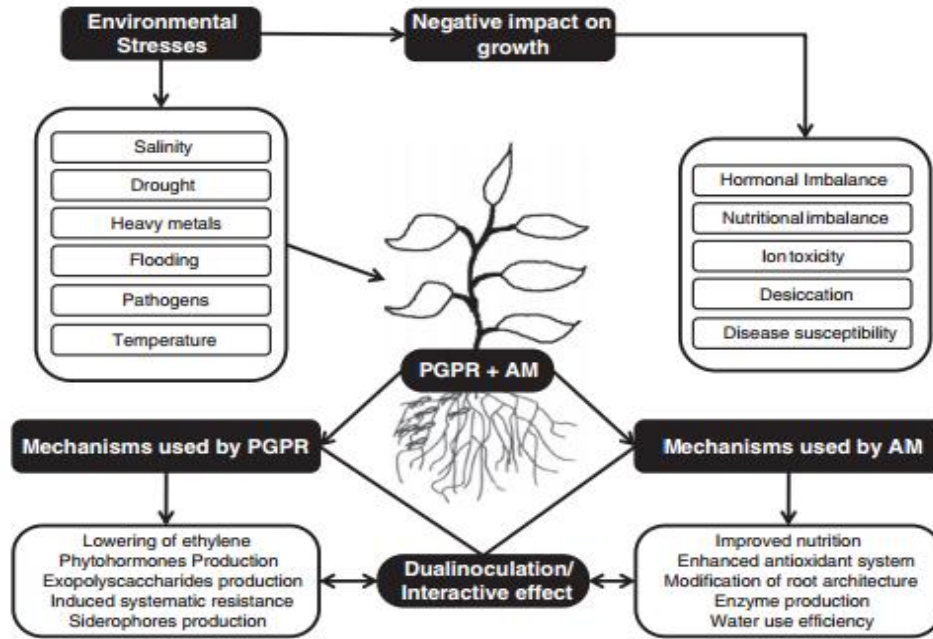 Environmental
Stresses
Negative impact on
growth
Salinity
Drought
Heavy metals
Flooding
Pathogens
Temperature
Hormonal Imbalance
Nutritional imbalance
Ion toxicity
Desiccation
Disease susceptibility
PGPR + AM
Mechanisms used by PGPR
Mechanisms used by AM
Lowering of ethylene
Phytohormones Production
Exopolyscaccharides production
Induced systematic resistance
Siderophores production
Dualinoculation/
Interactive effect
Improved nutrition
Enhanced antioxidant system
Modification of root architecture
Enzyme production
Water use efficiency